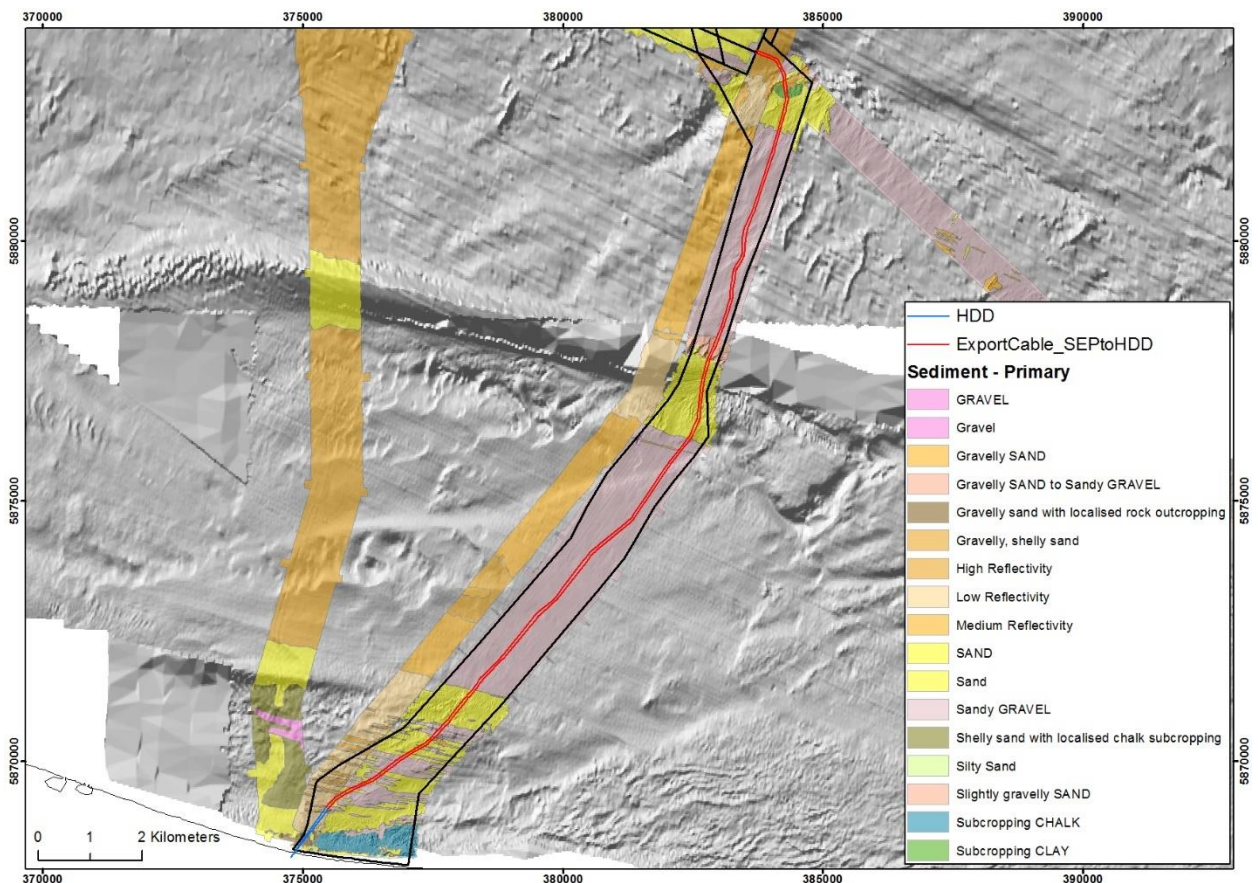 370000 375000 380000 385000 390000
5880000 5880000
HDD
ExportCable_SEPtoHDD
Sediment - Primary
GRAVEL
Gravel
Gravelly SAND
5875000 5875000
Gravelly SAND to Sandy GRAVEL
Gravelly sand with localised rock outcropping
Gravelly, shelly sand
High Reflectivity
Low Reflectivity
Medium Reflectivity
SAND
Sand
Sandy GRAVEL
Shelly sand with localised chalk subcropping
5870000 5870000
Silty Sand
Slightly gravelly SAND
Subcropping CHALK
Subcropping CLAY
0 1 2 Kilometers
370000 375000 380000 385000 390000